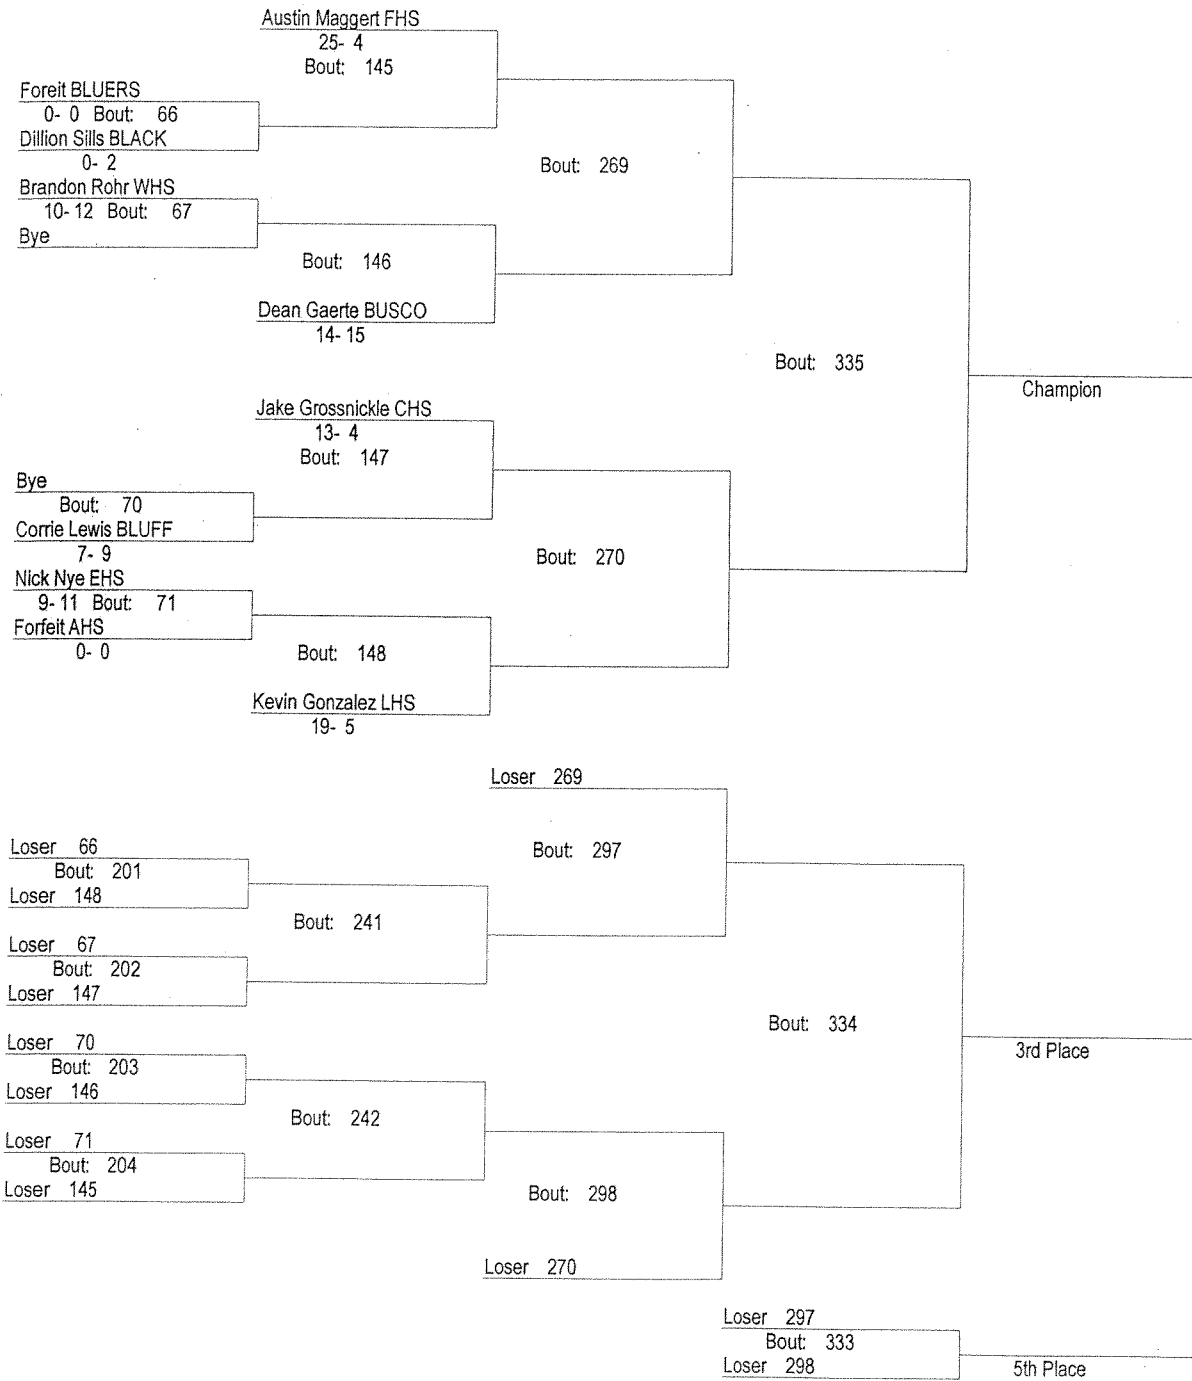 Austin Maggert FHS
25- 4
Bout: 145
Foreit BLUERS
0- 0 Bout: 66
Dillion Sills BLACK
0- 2
Brandon Rohr WHS
10- 12 Bout: 67
Bye
Bout: 269
Bout: 146
Dean Gaerte BUSCO
14- 15
Bout: 335
Champion
Jake Grossnickle CHS
13- 4
Bout: 147
Bye
Bout: 70
Corrie Lewis BLUFF
7- 9
Nick Nye EHS
9- 11 Bout: 71
Forfeit AHS
0- 0
Bout: 270
Bout: 148
Kevin Gonzalez LHS
19- 5
Loser 269
Bout: 297
Loser 66
Bout: 201
Loser 148
Bout: 241
Loser 67
Bout: 202
Loser 147
Bout: 334
3rd Place
Loser 70
Bout: 203
Loser 146
Bout: 242
Loser 71
Bout: 204
Loser 145
Bout: 298
Loser 270
Loser 297
Bout: 333
Loser 298
5th Place